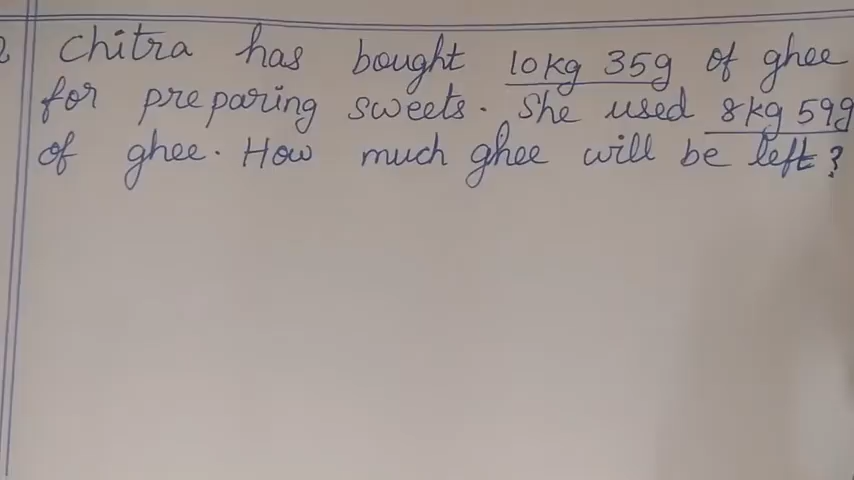 Chitra has bought 10kg 35g of ghee
for preparing sweets. She used 8kg 59g
of ghee. How much ghee will be left?